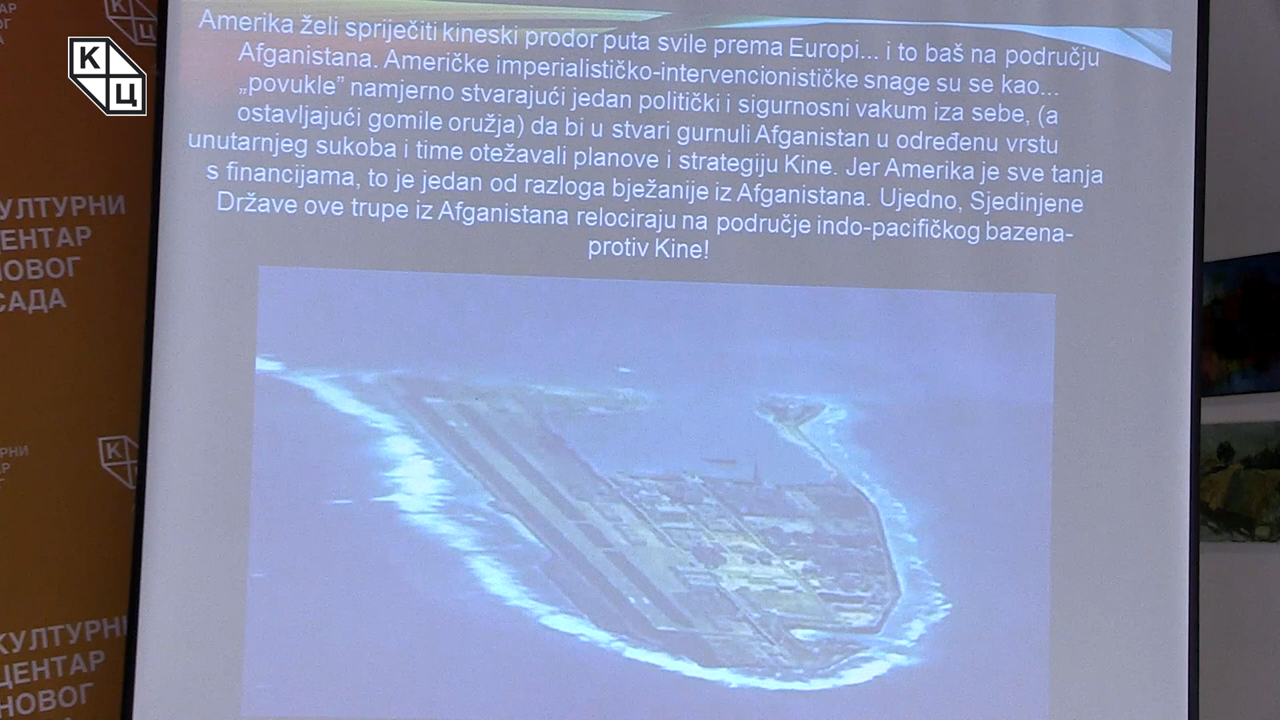 К
Ц
УЛТУРНИ
ЕНТАР
НОВОГ
САДА
К
КУЛТУРНИ
ЦЕНТАР
НОВОГ
Amerika želi spriječiti kineski prodor puta svile prema Europi... i to baš na području
Afganistana. Američke imperialističko-intervencionističke snage su se kao...
„povukle” namjerno stvarajući jedan politički i sigurnosni vakum iza sebe, (a
ostavljajući gomile oružja) da bi u stvari gurnuli Afganistan u određenu vrstu
unutarnjeg sukoba i time otežavali planove i strategiju Kine. Jer Amerika je sve tanja
s financijama, to je jedan od razloga bježanije iz Afganistana. Ujedno, Sjedinjene
Države ove trupe iz Afganistana relociraju na područje indo-pacifičkog bazena-
protiv Kine!